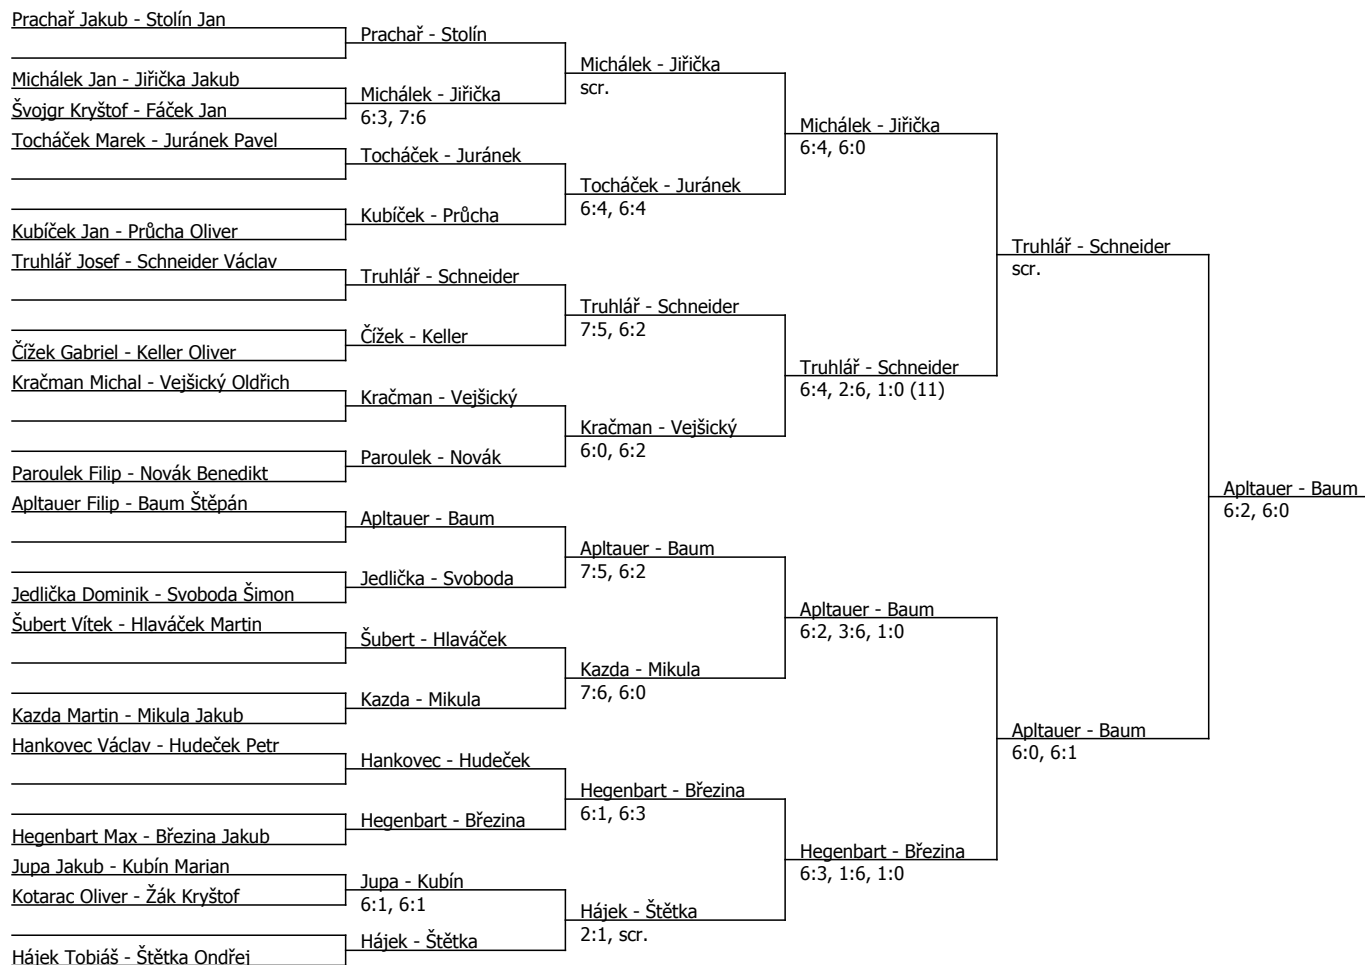 Prachař Jakub - Stolín Jan
Michálek Jan - Jiřička Jakub
Švojgr Kryštof - Fáček Jan
Tocháček Marek - Juránek Pavel
Kubíček Jan - Průcha Oliver
Truhlář Josef - Schneider Václav
Čížek Gabriel - Keller Oliver
Kračman Michal - Vejšický Oldřich
Paroulek Filip - Novák Benedikt
Apltauer Filip - Baum Štěpán
Jedlička Dominik - Svoboda Šimon
Šubert Vítek - Hlaváček Martin
Kazda Martin - Mikula Jakub
Hankovec Václav - Hudeček Petr
Hegenbart Max - Březina Jakub
Jupa Jakub - Kubín Marian
Kotarac Oliver - Žák Kryštof
Hájek Tobiáš - Štětka Ondřej
Prachař - Stolín
Michálek - Jiřička
6:3, 7:6
Tocháček - Juránek
Kubíček - Průcha
Truhlář - Schneider
Čížek - Keller
Kračman - Vejšický
Paroulek - Novák
Apltauer - Baum
Jedlička - Svoboda
Šubert - Hlaváček
Kazda - Mikula
Hankovec - Hudeček
Hegenbart - Březina
Jupa - Kubín
6:1, 6:1
Hájek - Štětka
Michálek - Jiřička
scr.
Tocháček - Juránek
6:4, 6:4
Truhlář - Schneider
7:5, 6:2
Kračman - Vejšický
6:0, 6:2
Apltauer - Baum
7:5, 6:2
Kazda - Mikula
7:6, 6:0
Hegenbart - Březina
6:1, 6:3
Hájek - Štětka
2:1, scr.
Michálek - Jiřička
6:4, 6:0
Truhlář - Schneider
6:4, 2:6, 1:0 (11)
Apltauer - Baum
6:2, 3:6, 1:0
Hegenbart - Březina
6:3, 1:6, 1:0
Truhlář - Schneider
scr.
Apltauer - Baum
6:0, 6:1
Apltauer - Baum
6:2, 6:0